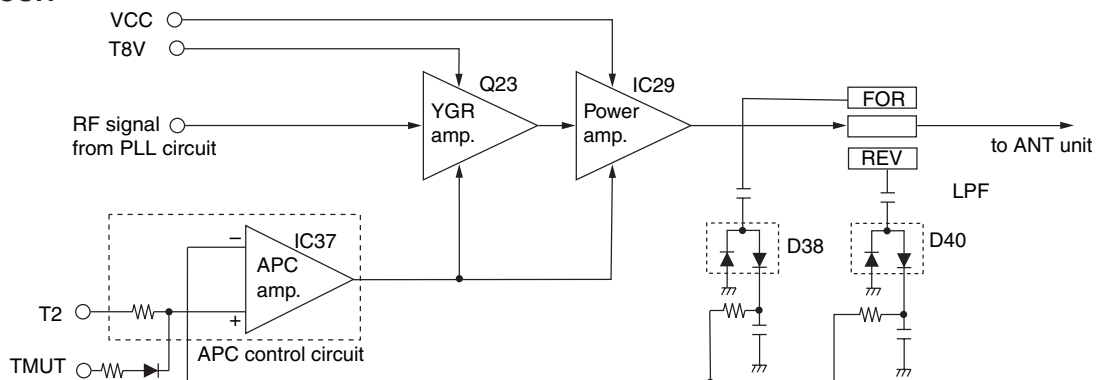 VCC
T8V
Q23
IC29
YGR
amp.
Power
amp.
FOR
RF signal
from PLL circuit
to ANT unit
REV
LPF
IC37
APC
amp.
–
+
D38
D40
T2
APC control circuit
TMUT